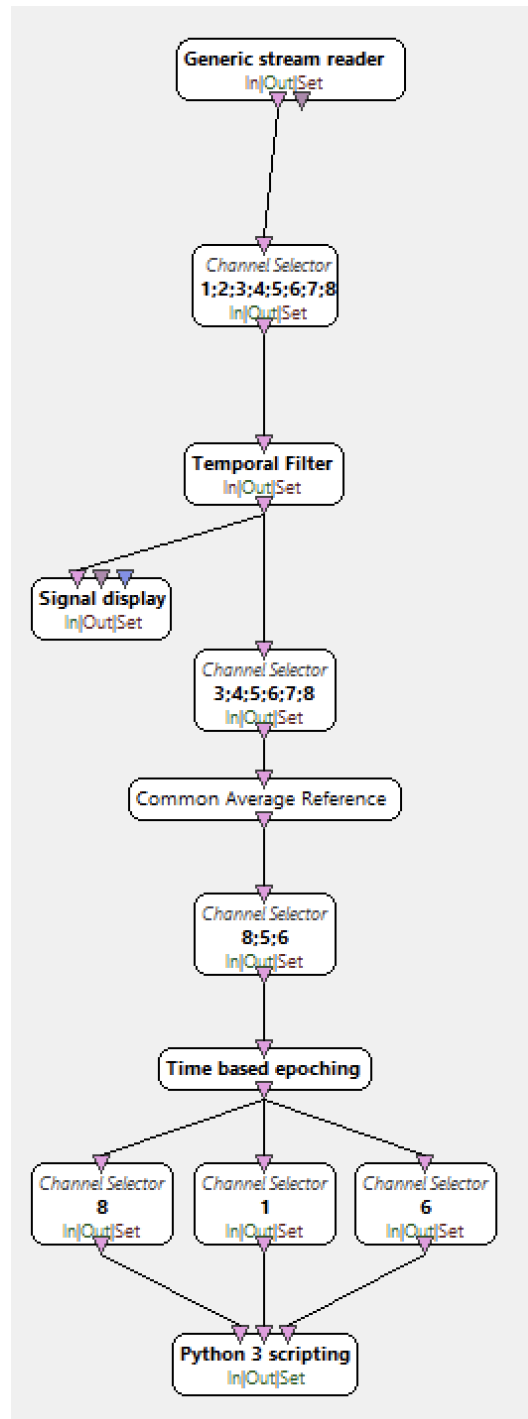 Generic stream reader
In|Out|Set
Channel Selector
1;2;3;4;5;6;7;8
In|Out|Set
Temporal Filter
In|Out|Set
Signal display
In|Out|Set
Channel Selector
3;4;5;6;7;8
In|Out|Set
Common Average Reference
Channel Selector
8;5;6
In|Out|Set
Time based epoching
Channel Selector
8
In|Out|Set
Channel Selector
1
In|Out|Set
Channel Selector
6
In|Out|Set
Python 3 scripting
In|Out|Set